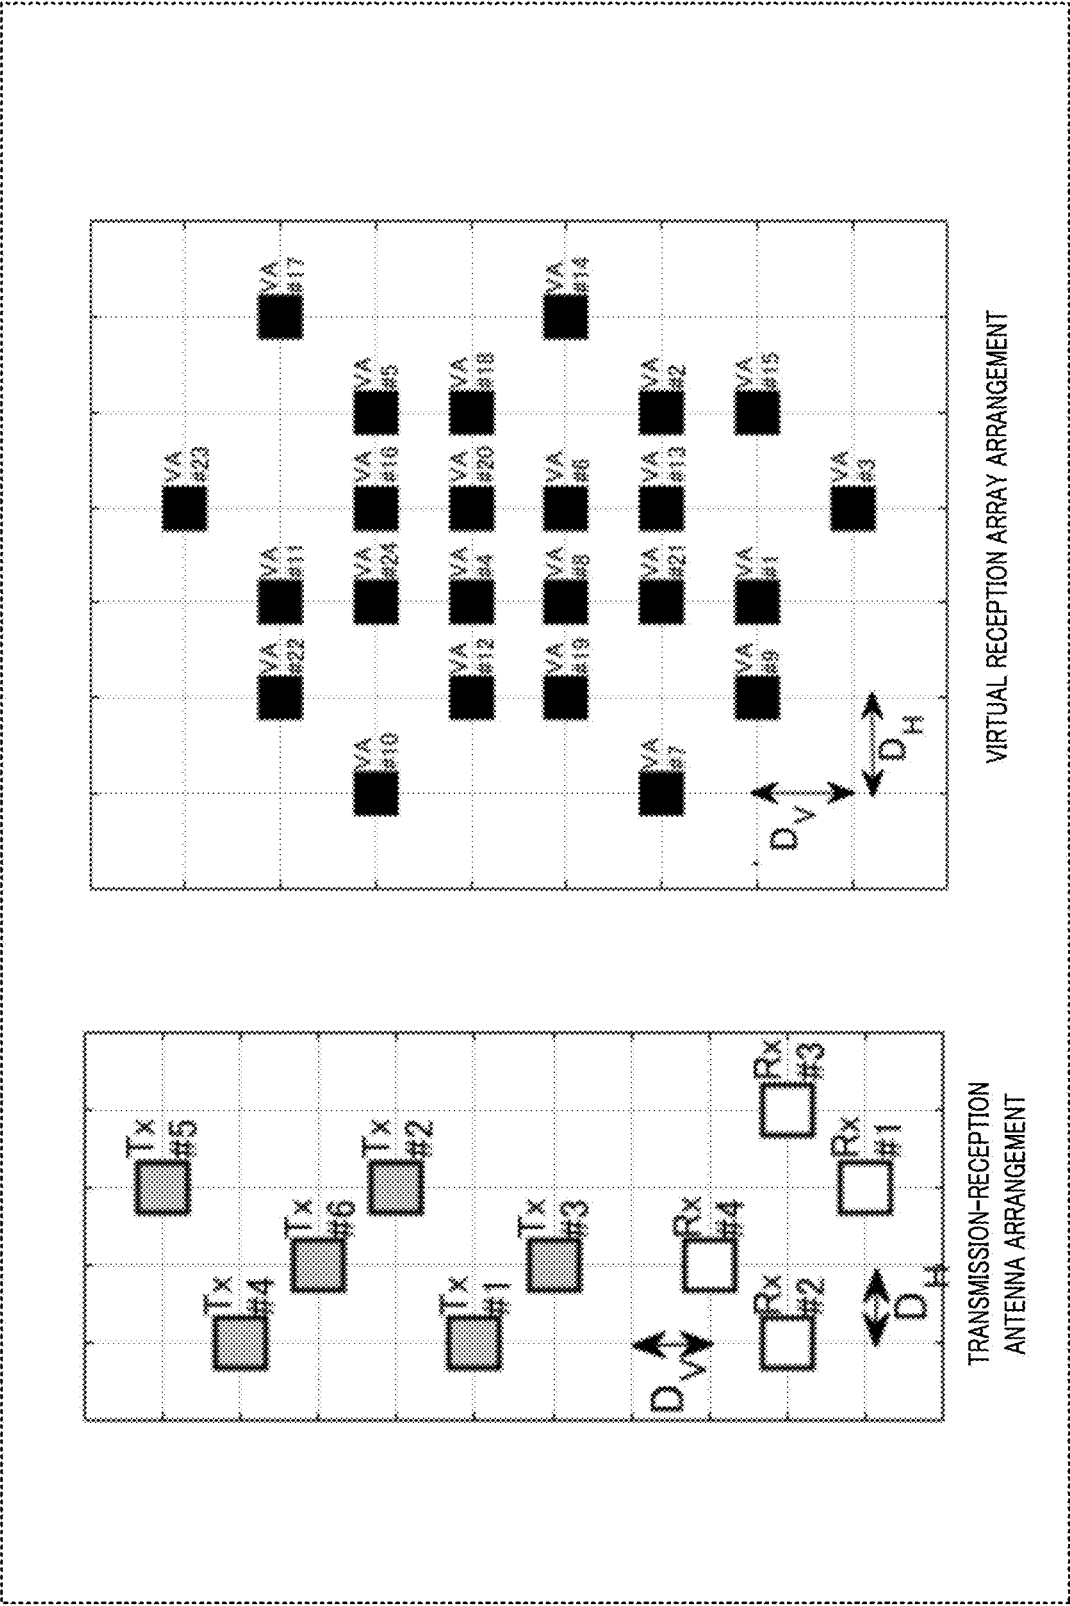 Tx
#5
Tx
#4
Tx
#6
Tx
#2
Tx
#1
Tx
#3
D_V
Rx
#4
Rx
#2
Rx
#3
Rx
#1
D_H
TRANSMISSION-RECEPTION
ANTENNA ARRANGEMENT
VA
#23
VA
#22
VA
#11
VA
#17
VA
#10
VA
#24
VA
#16
VA
#5
VA
#12
VA
#4
VA
#20
VA
#18
VA
#19
VA
#8
VA
#6
VA
#14
VA
#7
VA
#21
VA
#13
VA
#2
VA
#9
VA
#1
VA
#15
VA
#3
D_V
D_H
VIRTUAL RECEPTION ARRAY ARRANGEMENT